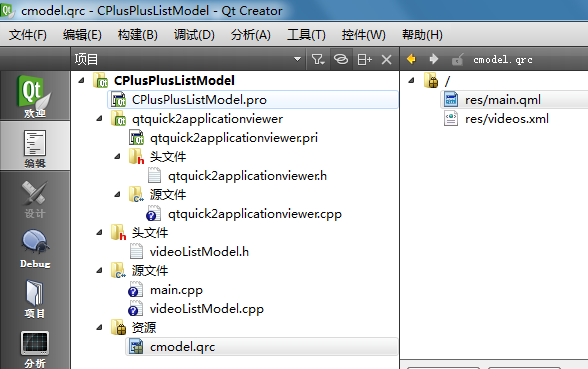 cmodel.qrc - CPlusPlusListModel - Qt Creator
文件(F) 编辑(E) 构建(B) 调试(D) 分析(A) 工具(T) 控件(W) 帮助(H)
项目
cmodel.qrc
Qt
欢迎
编辑
设计
Debug
项目
分析
CPlusPlusListModel
CPlusPlusListModel.pro
qtquick2applicationviewer
qtquick2applicationviewer.pri
头文件
qtquick2applicationviewer.h
源文件
qtquick2applicationviewer.cpp
头文件
videoListModel.h
源文件
main.cpp
videoListModel.cpp
资源
cmodel.qrc
/
res/main.qml
res/videos.xml